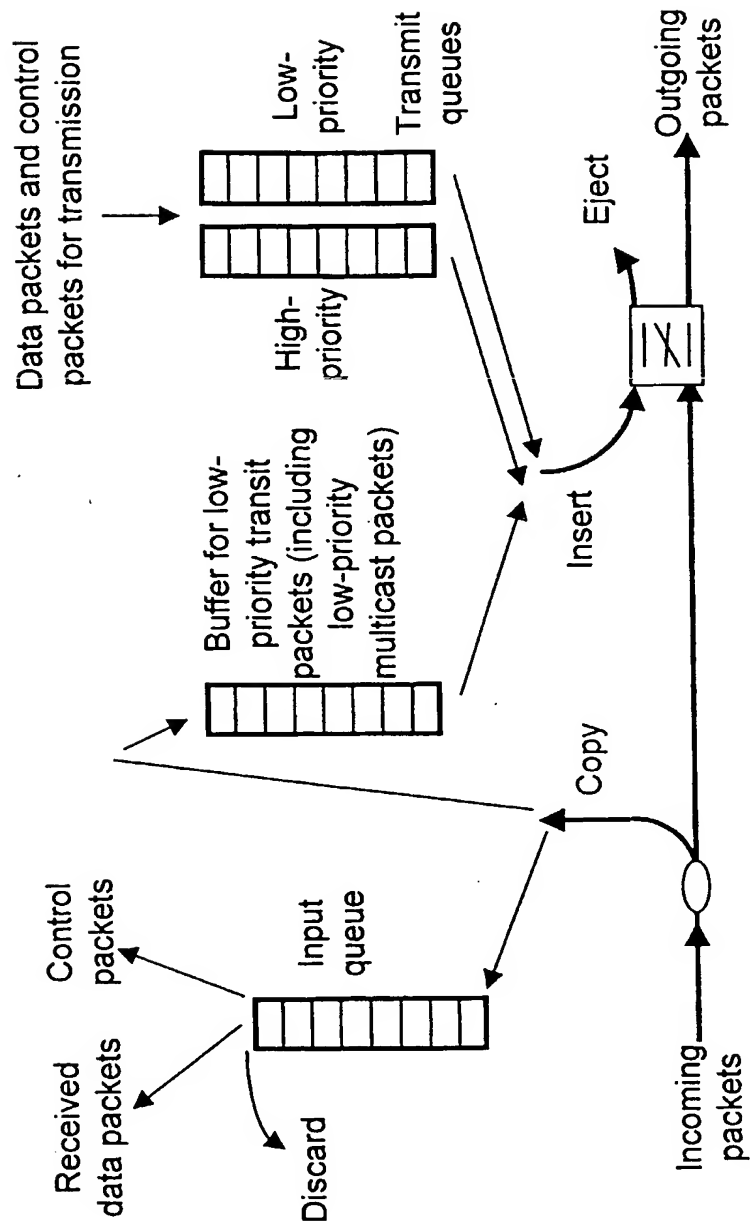 Data packets and control
packets for transmission
Low-
priority
Transmit
queues
High-
priority
Buffer for low-
priority transit
packets (including
low-priority
multicast packets)
Control
packets
Received
data packets
Input
queue
Discard
Copy
Insert
Eject
Incoming
packets
Outgoing
packets